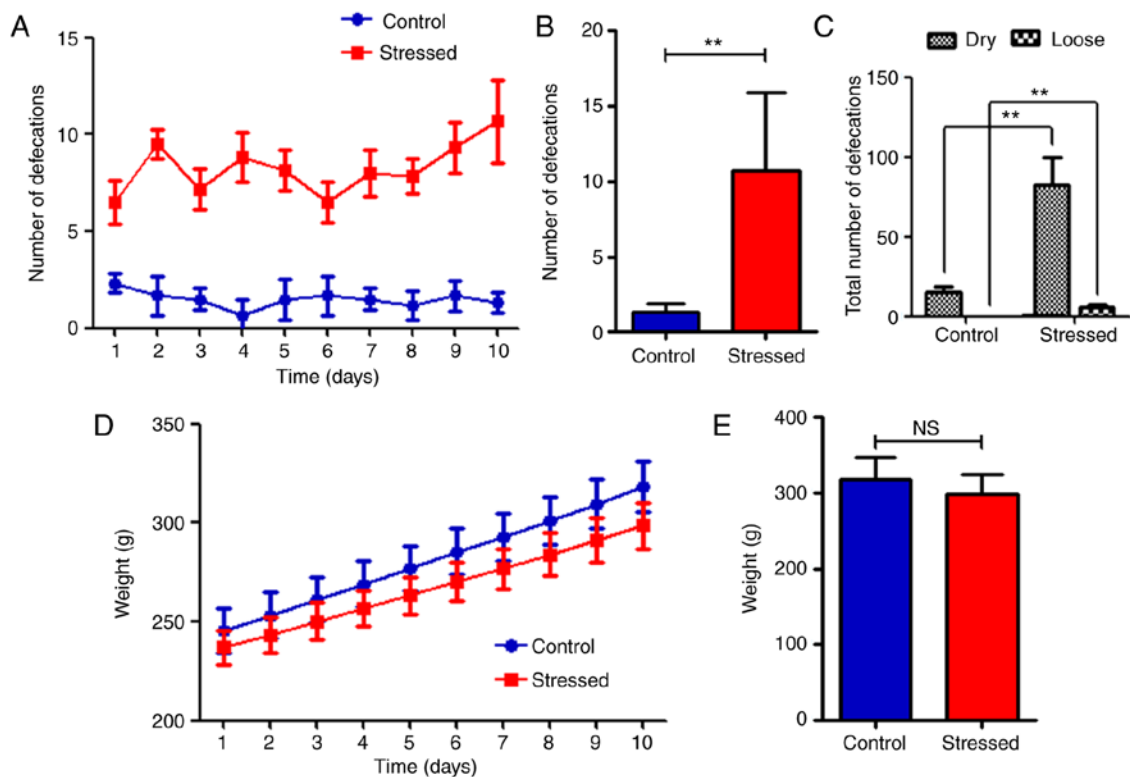 A
Control
Stressed
15
10
5
0
Number of defecations
1 2 3 4 5 6 7 8 9 10
Time (days)
B
**
20
15
10
5
0
Number of defecations
Control Stressed
C
Dry Loose
**
**
150
100
50
0
Total number of defecations
Control Stressed
D
350
300
250
200
Weight (g)
Control
Stressed
1 2 3 4 5 6 7 8 9 10
Time (days)
E
NS
400
300
200
100
0
Weight (g)
Control Stressed